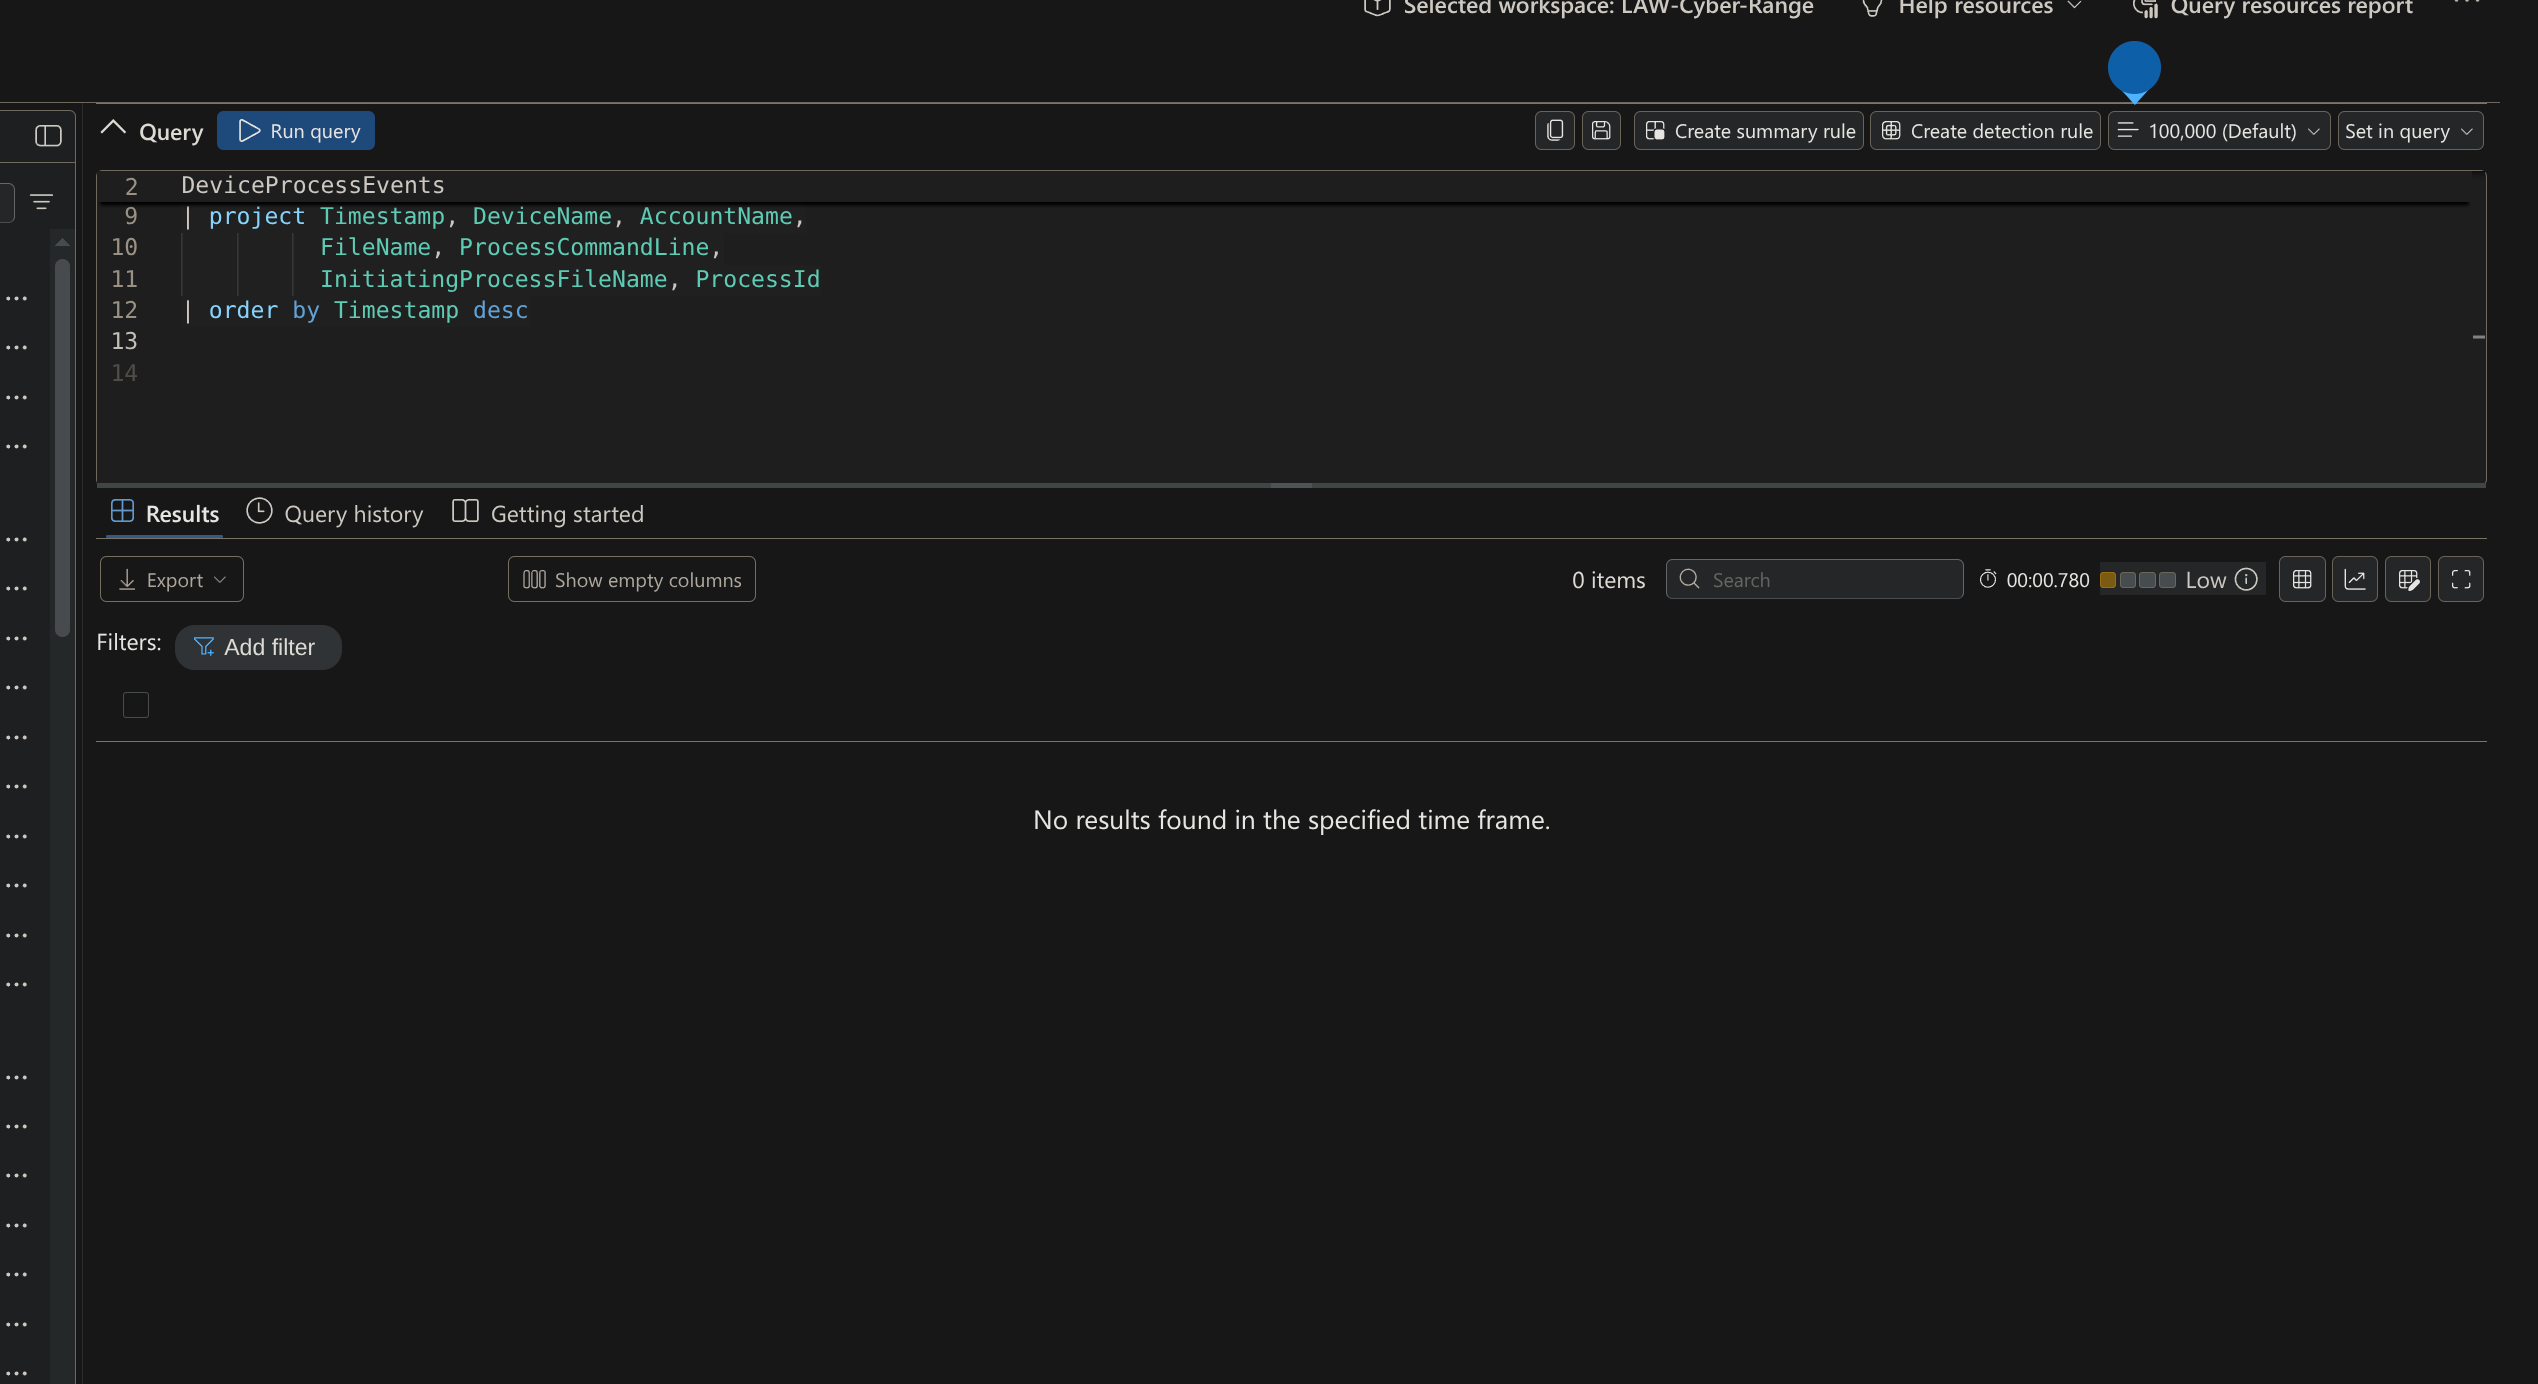 Selected workspace: LAW-Cyber-Range Help resources Query resources report
Query Run query Create summary rule Create detection rule 100,000 (Default) Set in query
2 DeviceProcessEvents
9 | project Timestamp, DeviceName, AccountName,
10 FileName, ProcessCommandLine,
11 InitiatingProcessFileName, ProcessId
12 | order by Timestamp desc
13
14
Results Query history Getting started
Export Show empty columns 0 items Search 00:00.780 Low
Filters: Add filter
No results found in the specified time frame.